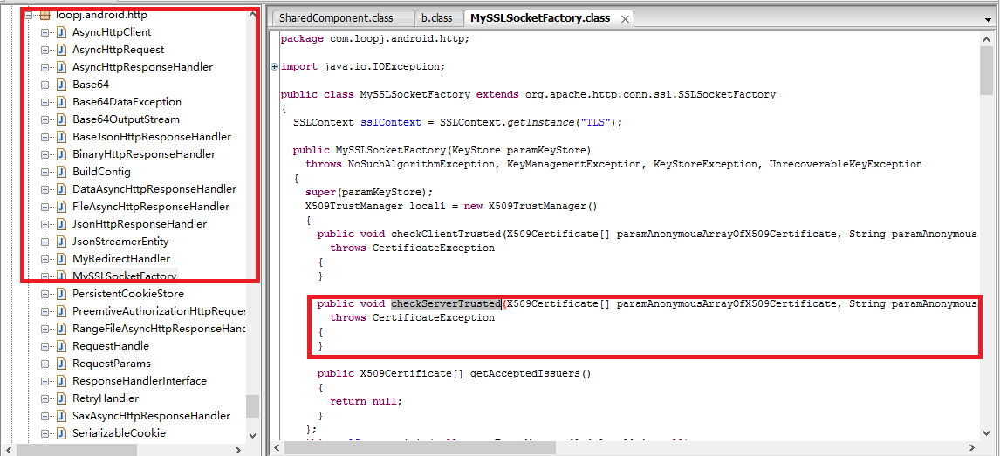 loopj.android.http
AsyncHttpClient
AsyncHttpRequest
AsyncHttpResponseHandler
Base64
Base64DataException
Base64OutputStream
BaseJsonHttpResponseHandler
BinaryHttpResponseHandler
BuildConfig
DataAsyncHttpResponseHandler
FileAsyncHttpResponseHandler
JsonHttpResponseHandler
JsonStreamerEntity
MyRedirectHandler
MySSLSocketFactory
PersistentCookieStore
PreemtiveAuthorizationHttpReque
RangeFileAsyncHttpResponseHanc
RequestHandle
RequestParams
ResponseHandlerInterface
RetryHandler
SaxAsyncHttpResponseHandler
SerializableCookie
SharedComponent.class
b.class
MySSLSocketFactory.class
package com.loopj.android.http;
import java.io.IOException;
public class MySSLSocketFactory extends org.apache.http.conn.ssl.SSLSocketFactory
{
SSLContext sslContext = SSLContext.getInstance("TLS");
public MySSLSocketFactory(KeyStore paramKeyStore)
throws NoSuchAlgorithmException, KeyManagementException, KeyStoreException, UnrecoverableKeyException
{
super(paramKeyStore);
X509TrustManager local1 = new X509TrustManager()
{
public void checkClientTrusted(X509Certificate[] paramAnonymousArrayOfX509Certificate, String paramAnonymous
throws CertificateException
{
}
public void checkServerTrusted(X509Certificate[] paramAnonymousArrayOfX509Certificate, String paramAnonymous
throws CertificateException
{
}
public X509Certificate[] getAcceptedIssuers()
{
return null;
}
};